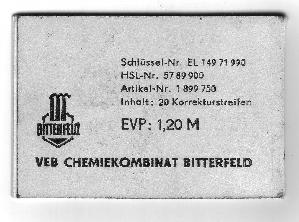 Schlüssel-Nr. EL 149 71 990
HSL-Nr. 57 89 900
Artikel-Nr. 1 899 750
Inhalt: 20 Korrekturstreifen
EVP: 1,20 M
BITTERFELD
VEB CHEMIEKOMBINAT BITTERFELD